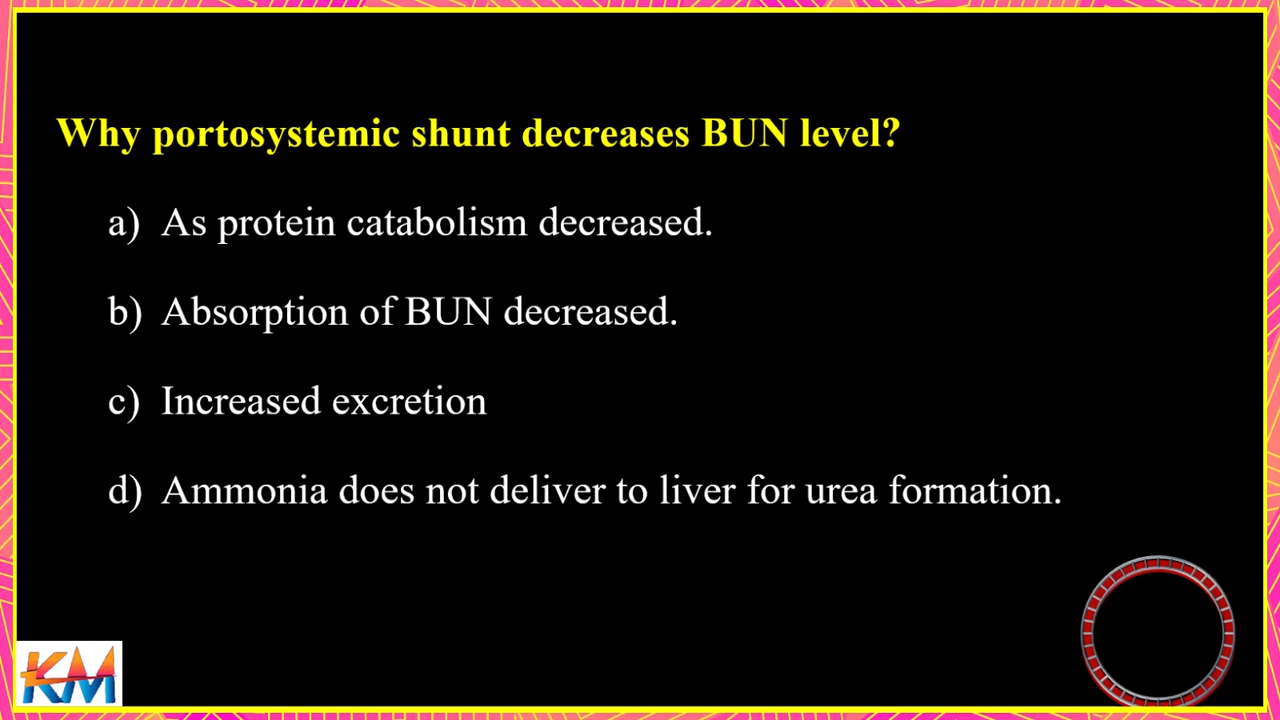 Why portosystemic shunt decreases BUN level?
a) As protein catabolism decreased.
b) Absorption of BUN decreased.
c) Increased excretion
d) Ammonia does not deliver to liver for urea formation.
KM